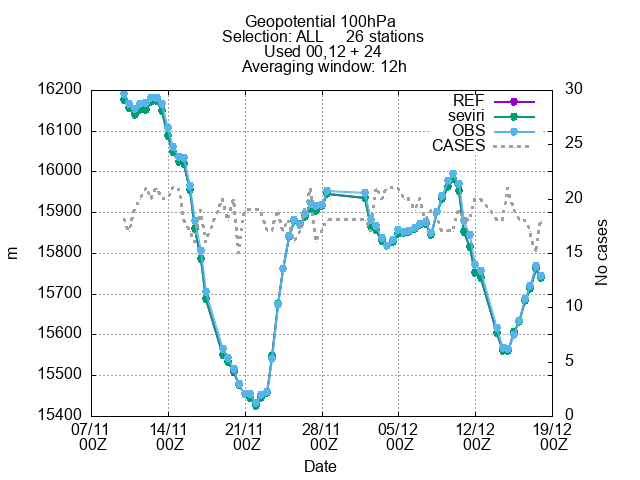 Geopotential 100hPa
Selection: ALL 26 stations
Used 00,12 + 24
Averaging window: 12h
REF
seviri
OBS
CASES
16200
16100
16000
15900
15800
15700
15600
15500
15400
m
30
25
20
15
10
5
0
No cases
07/11 14/11 21/11 28/11 05/12 12/12 19/12
00Z 00Z 00Z 00Z 00Z 00Z 00Z
Date